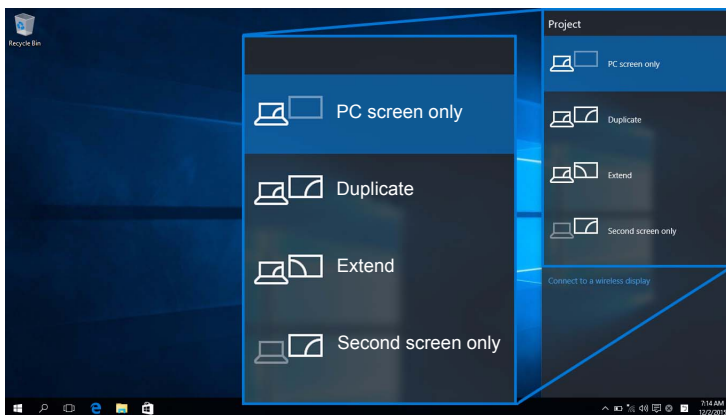 Recycle Bin
PC screen only
Duplicate
Extend
Second screen only
Project
PC screen only
Duplicate
Extend
Second screen only
Connect to a wireless display
7:14 AM